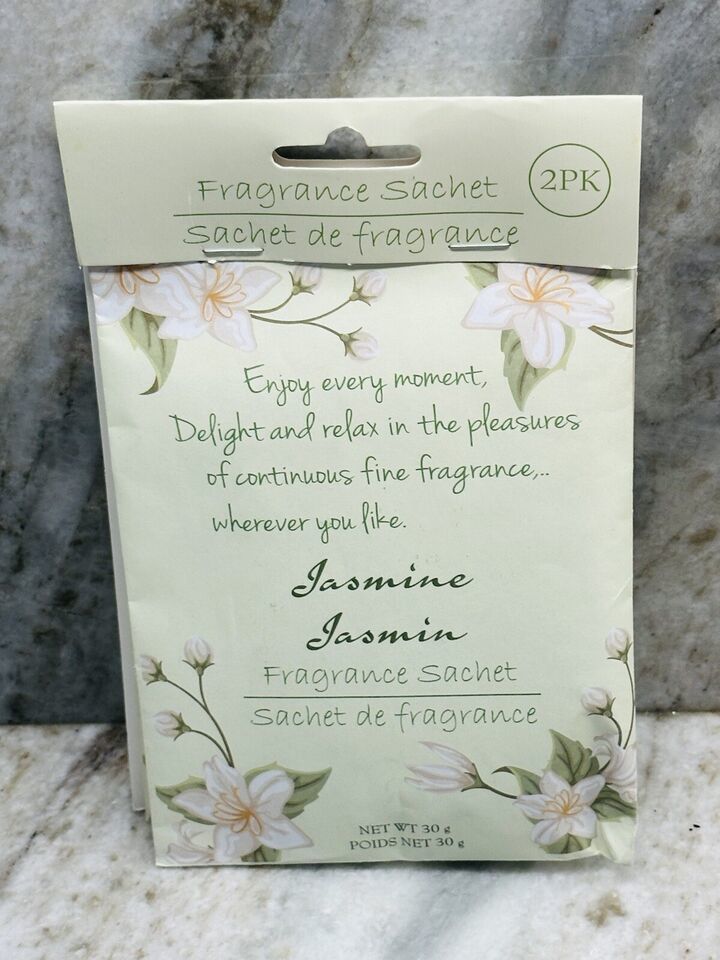 Fragrance Sachet
2PK
Sachet de fragrance
Enjoy every moment,
Delight and relax in the pleasures
of continuous fine fragrance,..
wherever you like.
Jasmine
Jasmin
Fragrance Sachet
Sachet de fragrance
NET WT 30 g
POIDS NET 30 g